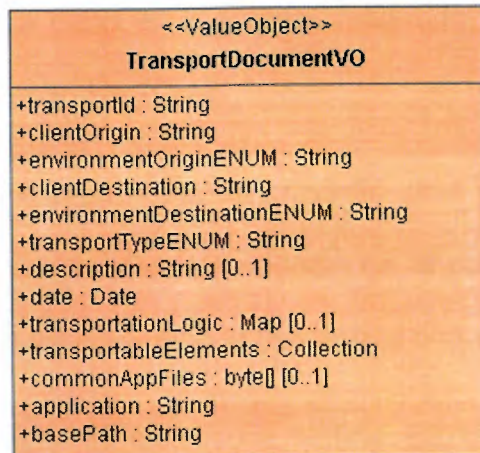 <<ValueObject>>
TransportDocumentVO
+transportId : String
+clientOrigin : String
+environmentOriginENUM : String
+clientDestination : String
+environmentDestinationENUM : String
+transportTypeENUM : String
+description : String [0..1]
+date : Date
+transportationLogic : Map [0..1]
+transportableElements : Collection
+commonAppFiles : byte[] [0..1]
+application : String
+basePath : String